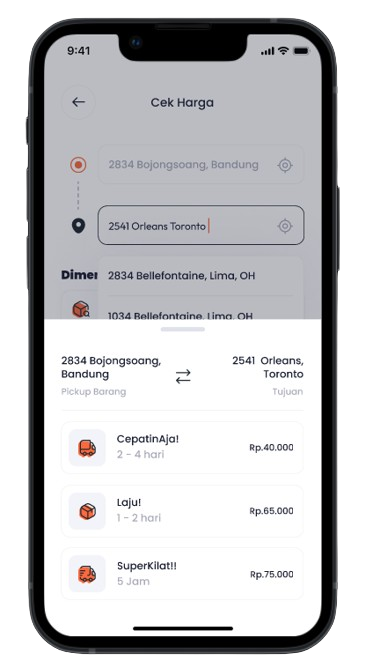 9:41
Cek Harga
2834 Bojongsoang, Bandung
2541 Orleans Toronto
Dimen
2834 Bellefontaine, Lima, OH
1034 Bellefontaine, Lima, OH
2834 Bojongsoang,
Bandung
2541 Orleans,
Toronto
Pickup Barang
Tujuan
CepatinAja!
2 - 4 hari
Rp.40.000
Laju!
1 - 2 hari
Rp.65.000
SuperKilat!!
5 Jam
Rp.75.000